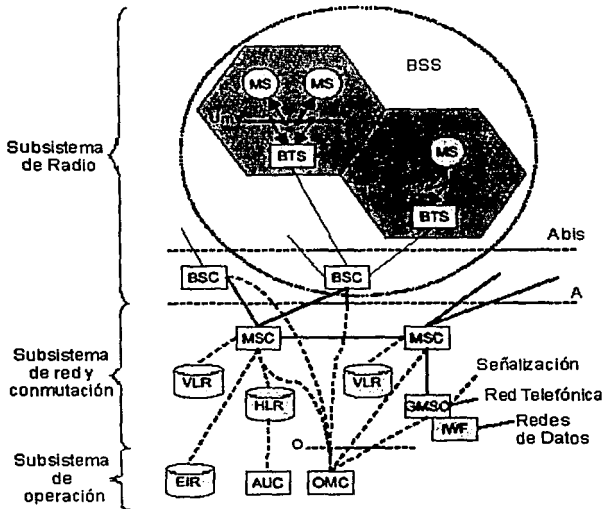 BSS
MS
MS
Um
BTS
MS
BTS
Subsistema
de Radio
Abis
BSC
BSC
A
MSC
MSC
Subsistema
de red y
conmutación
VLR
HLR
VLR
Señalización
GMSC
Red Telefónica
IWF
Redes
de Datos
O
Subsistema
de operación
EIR
AUC
OMC